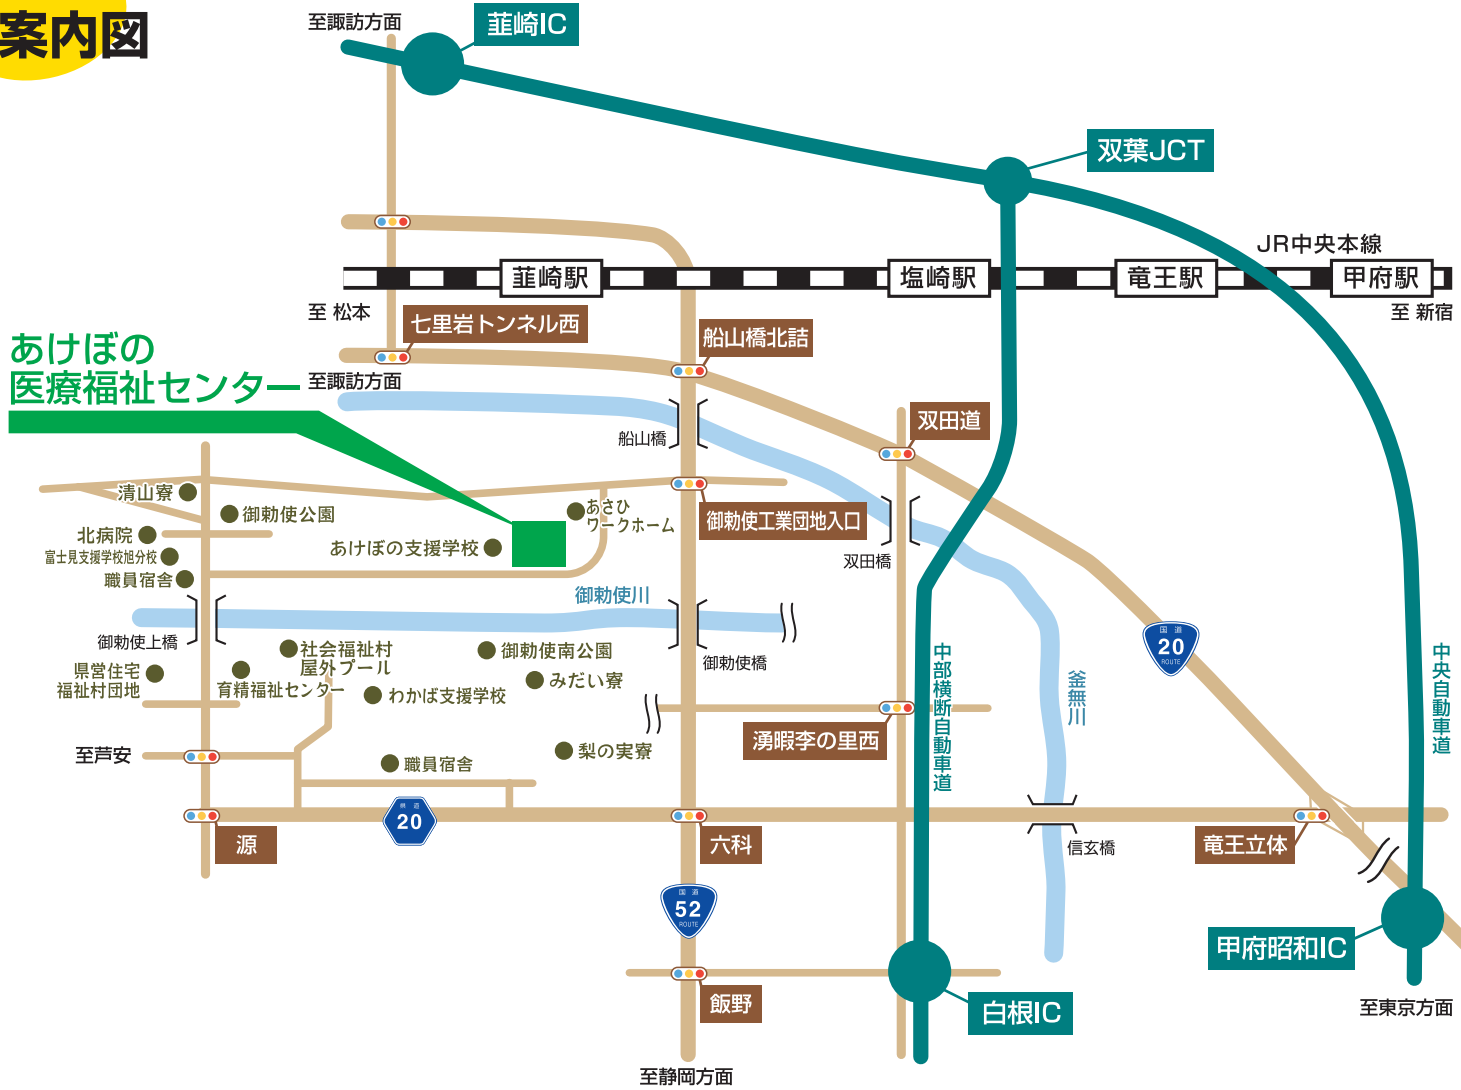 案内図
至諏訪方面
韮崎IC
双葉JCT
JR中央本線
韮崎駅
塩崎駅
竜王駅
甲府駅
至 松本
至 新宿
七里岩トンネル西
船山橋北詰
あけぼの
医療福祉センター
至諏訪方面
双田道
船山橋
清山寮
御勅使公園
あさひ
ワークホーム
御勅使工業団地入口
北病院
あけぼの支援学校
富士見支援学校旭分校
双田橋
職員宿舎
御勅使川
御勅使上橋
社会福祉村
屋外プール
御勅使南公園
御勅使橋
国道
20
ROUTE
県営住宅
福祉村団地
育精福祉センター
みだい寮
わかば支援学校
中部横断自動車道
釜無川
中央自動車道
湧暇李の里西
至芦安
職員宿舎
梨の実寮
県道
20
源
六科
信玄橋
竜王立体
国道
52
ROUTE
甲府昭和IC
飯野
白根IC
至東京方面
至静岡方面